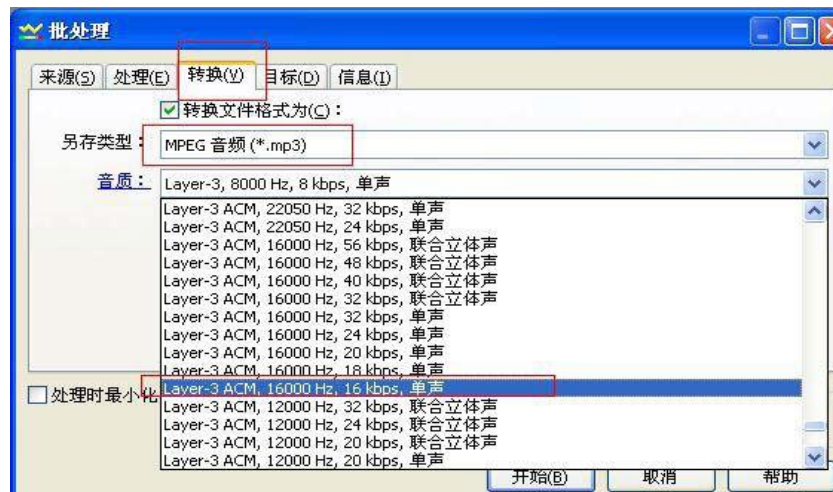 批处理
来源(S) 处理(E) 转换(V) 目标(D) 信息(I)
转换文件格式为(C):
另存类型: MPEG 音频 (*.mp3)
音质: Layer-3, 8000 Hz, 8 kbps, 单声
Layer-3 ACM, 22050 Hz, 32 kbps, 单声
Layer-3 ACM, 22050 Hz, 24 kbps, 单声
Layer-3 ACM, 16000 Hz, 56 kbps, 联合立体声
Layer-3 ACM, 16000 Hz, 48 kbps, 联合立体声
Layer-3 ACM, 16000 Hz, 40 kbps, 联合立体声
Layer-3 ACM, 16000 Hz, 32 kbps, 联合立体声
Layer-3 ACM, 16000 Hz, 32 kbps, 单声
Layer-3 ACM, 16000 Hz, 24 kbps, 单声
Layer-3 ACM, 16000 Hz, 20 kbps, 单声
Layer-3 ACM, 16000 Hz, 18 kbps, 单声
处理时最小化 Layer-3 ACM, 16000 Hz, 16 kbps, 单声
Layer-3 ACM, 12000 Hz, 32 kbps, 联合立体声
Layer-3 ACM, 12000 Hz, 24 kbps, 联合立体声
Layer-3 ACM, 12000 Hz, 20 kbps, 联合立体声
Layer-3 ACM, 12000 Hz, 20 kbps, 单声
开始(B) 取消 帮助